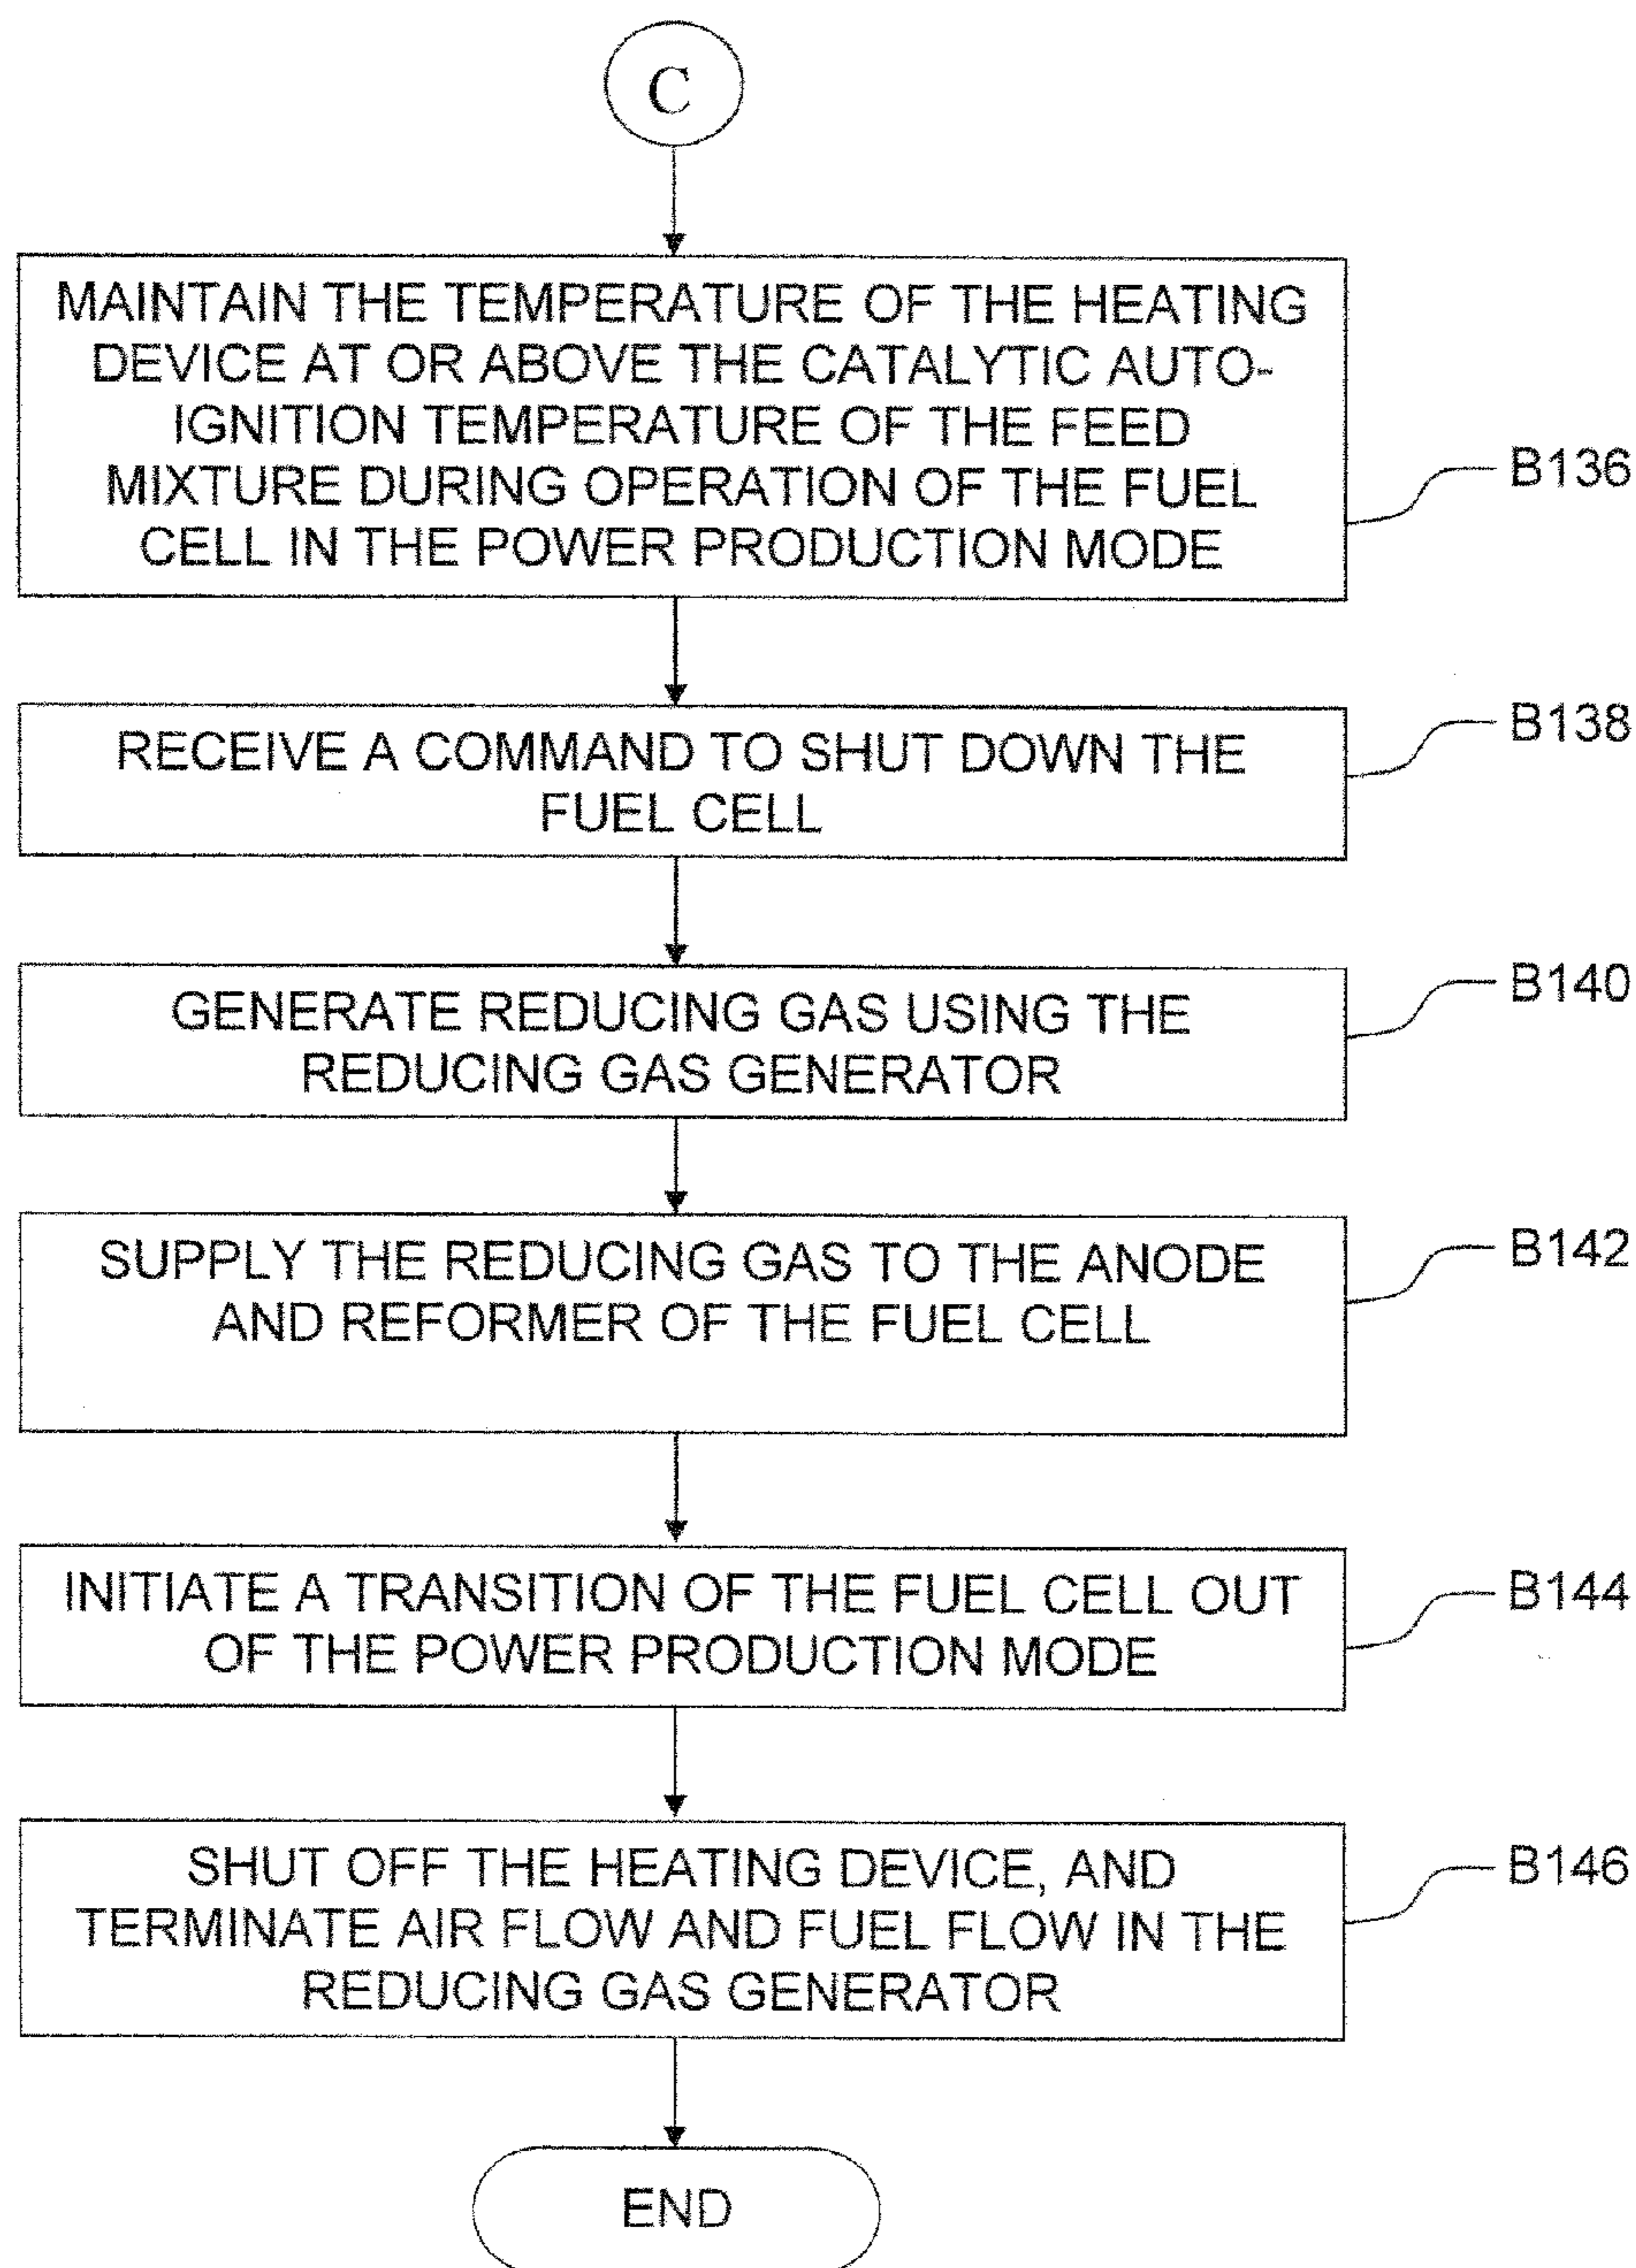 C
MAINTAIN THE TEMPERATURE OF THE HEATING
DEVICE AT OR ABOVE THE CATALYTIC AUTO-
IGNITION TEMPERATURE OF THE FEED
MIXTURE DURING OPERATION OF THE FUEL
CELL IN THE POWER PRODUCTION MODE
B136
RECEIVE A COMMAND TO SHUT DOWN THE
FUEL CELL
B138
GENERATE REDUCING GAS USING THE
REDUCING GAS GENERATOR
B140
SUPPLY THE REDUCING GAS TO THE ANODE
AND REFORMER OF THE FUEL CELL
B142
INITIATE A TRANSITION OF THE FUEL CELL OUT
OF THE POWER PRODUCTION MODE
B144
SHUT OFF THE HEATING DEVICE, AND
TERMINATE AIR FLOW AND FUEL FLOW IN THE
REDUCING GAS GENERATOR
B146
END